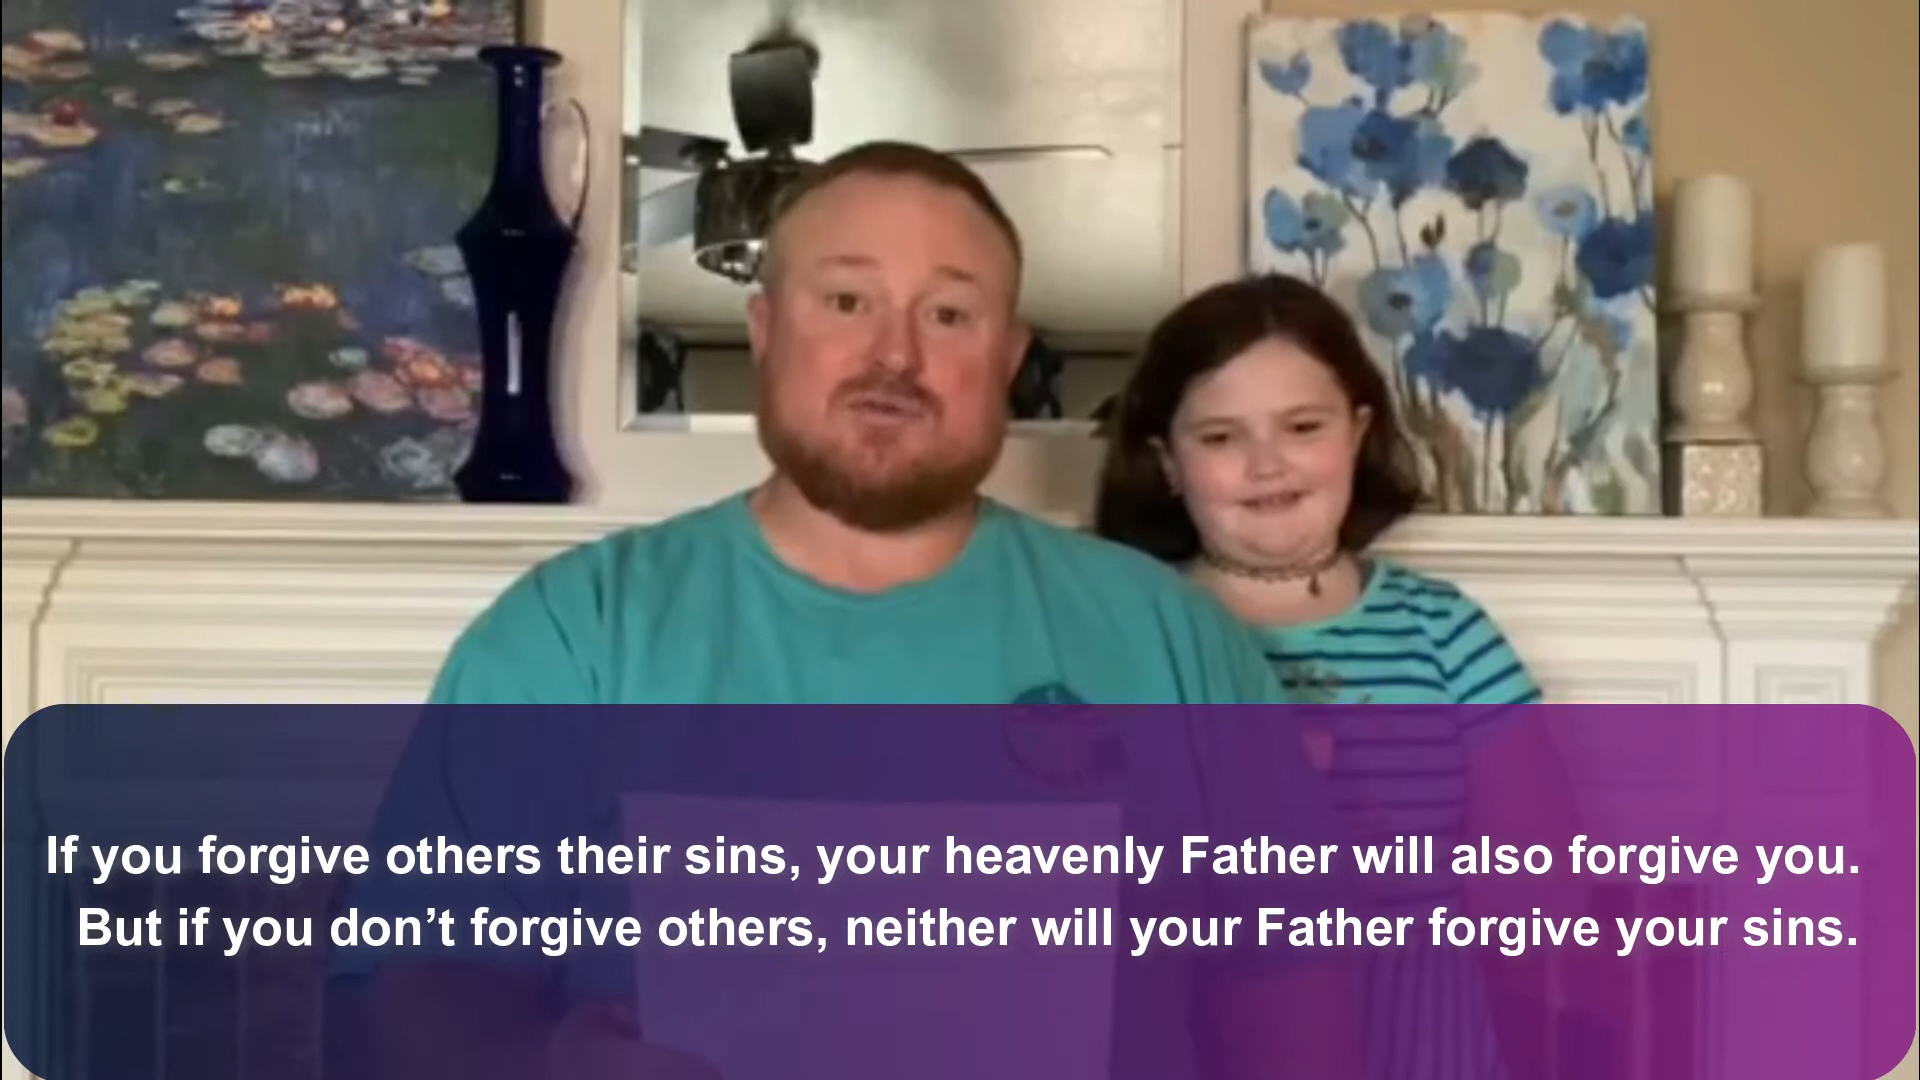 If you forgive others their sins, your heavenly Father will also forgive you.
But if you don’t forgive others, neither will your Father forgive your sins.